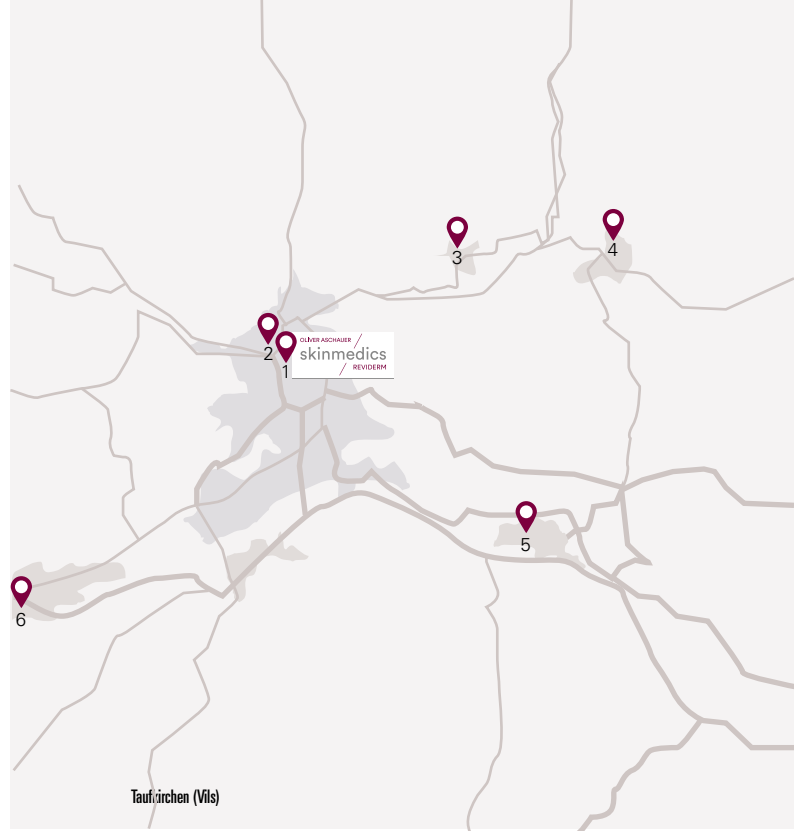 3
4
2
1
OLIVER ASCHAUER
skinmedics
REVIDERM
5
6
Taufkirchen (Vils)